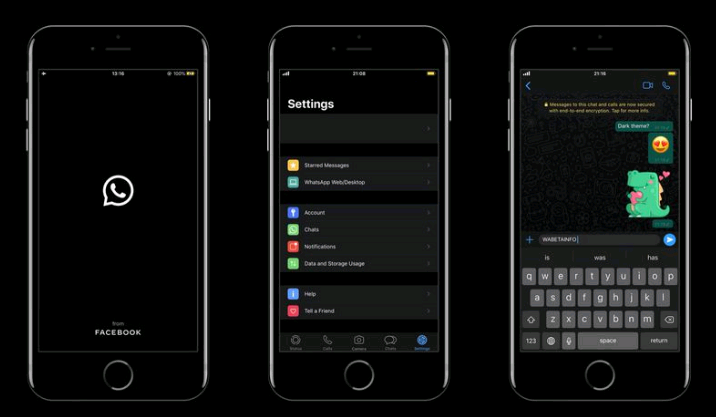 13:16
100%
from
FACEBOOK
21:08
Settings
Starred Messages
WhatsApp Web/Desktop
Account
Chats
Notifications
Data and Storage Usage
Help
Tell a Friend
Status
Calls
Camera
Chats
Settings
21:16
Messages to this chat and calls are now secured
with end-to-end encryption. Tap for more info.
Dark theme?
WABETAINFO
is was has
q w e r t y u i o p
a s d f g h j k l
z x c v b n m
123 space return